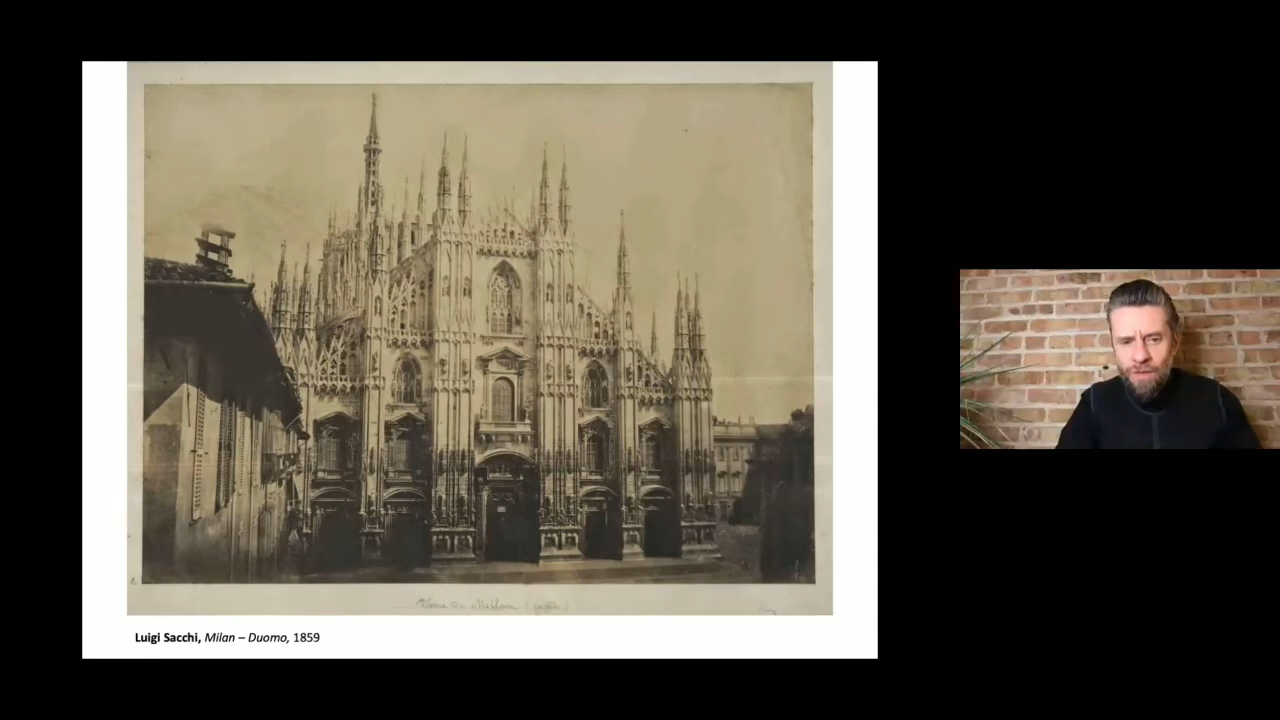 Luigi Sacchi, Milan – Duomo, 1859